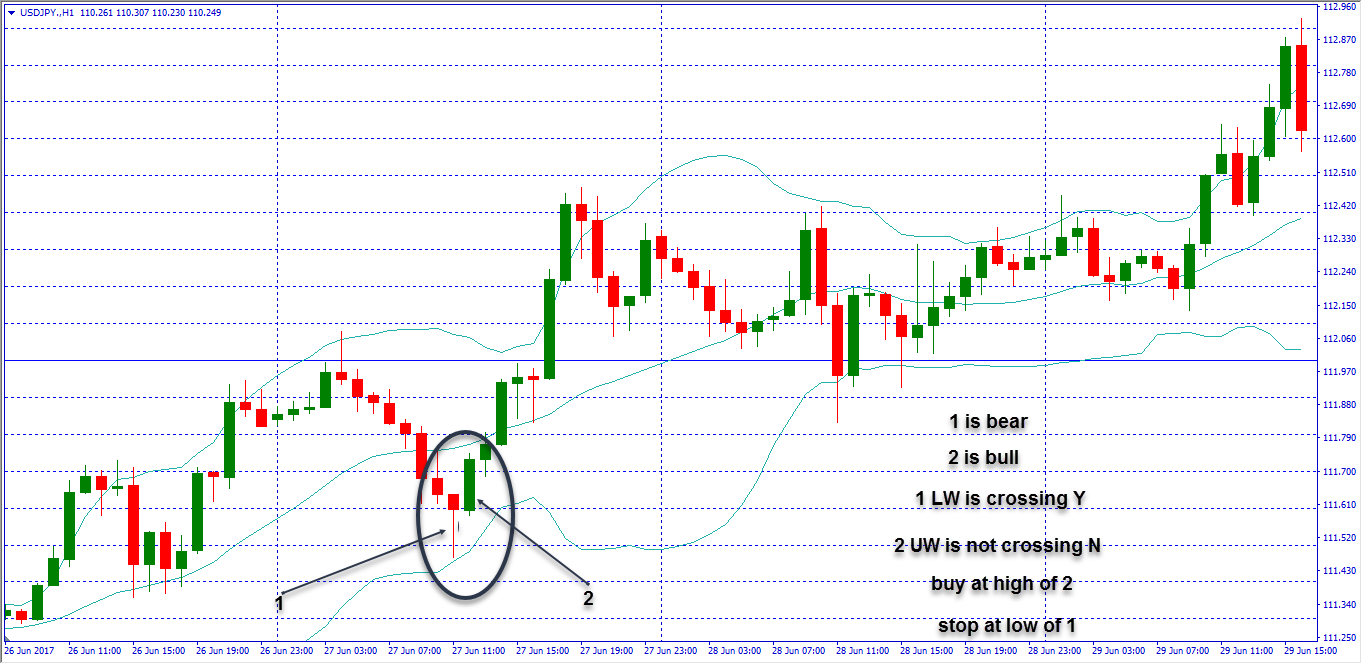 USDJPY.,H1 110.261 110.307 110.230 110.249
112.960
112.870
112.780
112.690
112.600
112.510
112.420
112.330
112.240
112.150
112.060
111.970
111.880
111.790
111.700
111.610
111.520
111.430
111.340
111.250
1 is bear
2 is bull
1 LW is crossing Y
2 UW is not crossing N
buy at high of 2
stop at low of 1
1
2
26 Jun 2017 26 Jun 11:00 26 Jun 15:00 26 Jun 19:00 26 Jun 23:00 27 Jun 03:00 27 Jun 07:00 27 Jun 11:00 27 Jun 15:00 27 Jun 19:00 27 Jun 23:00 28 Jun 03:00 28 Jun 07:00 28 Jun 11:00 28 Jun 15:00 28 Jun 19:00 28 Jun 23:00 29 Jun 03:00 29 Jun 07:00 29 Jun 11:00 29 Jun 15:00